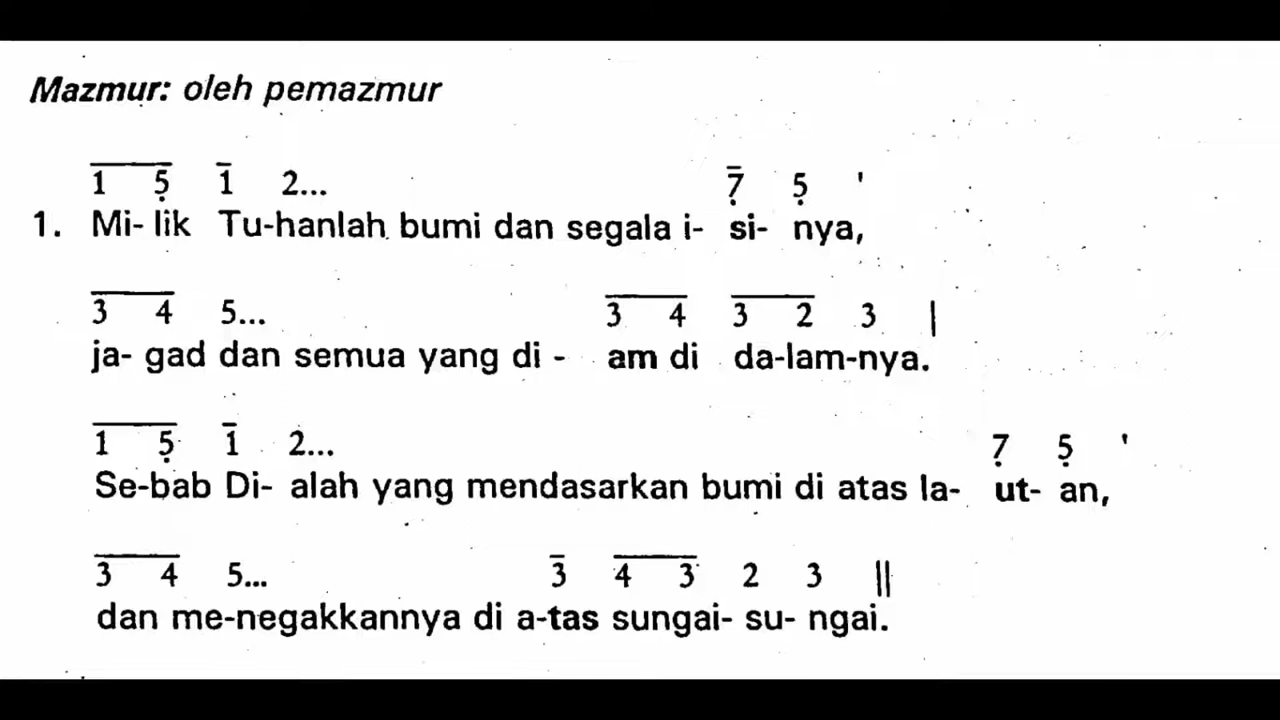 Mazmur: oleh pemazmur
1 5̣ 1̅ 2... 7̣̅ 5̣ '
1. Mi- lik Tu-hanlah bumi dan segala i- si- nya,
3 4 5... 3 4 3 2 3 |
ja- gad dan semua yang di - am di da-lam-nya.
1 5̣ 1̅ 2... 7̣ 5̣ '
Se-bab Di- alah yang mendasarkan bumi di atas la- ut- an,
3 4 5... 3̅ 4 3 2 3 ||
dan me-negakkannya di a-tas sungai- su- ngai.